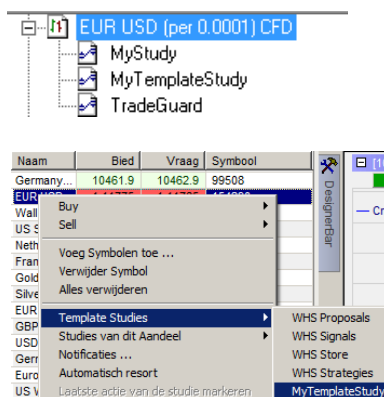 EUR USD (per 0.0001) CFD
MyStudy
MyTemplateStudy
TradeGuard
Naam Bied Vraag Symbool
Germany... 10461.9 10462.9 99508
EUR
Wall
US S
Neth
Fran
Gold
Silve
EUR
GBP
USD
Gerr
Euro
US
Buy
Sell
Voeg Symbolen toe ...
Verwijder Symbol
Alles verwijderen
Template Studies
Studies van dit Aandeel
Notificaties ...
Automatisch resort
Laatste actie van de studie markeren
WHS Proposals
WHS Signals
WHS Store
WHS Strategies
MyTemplateStudy
DesignerBar